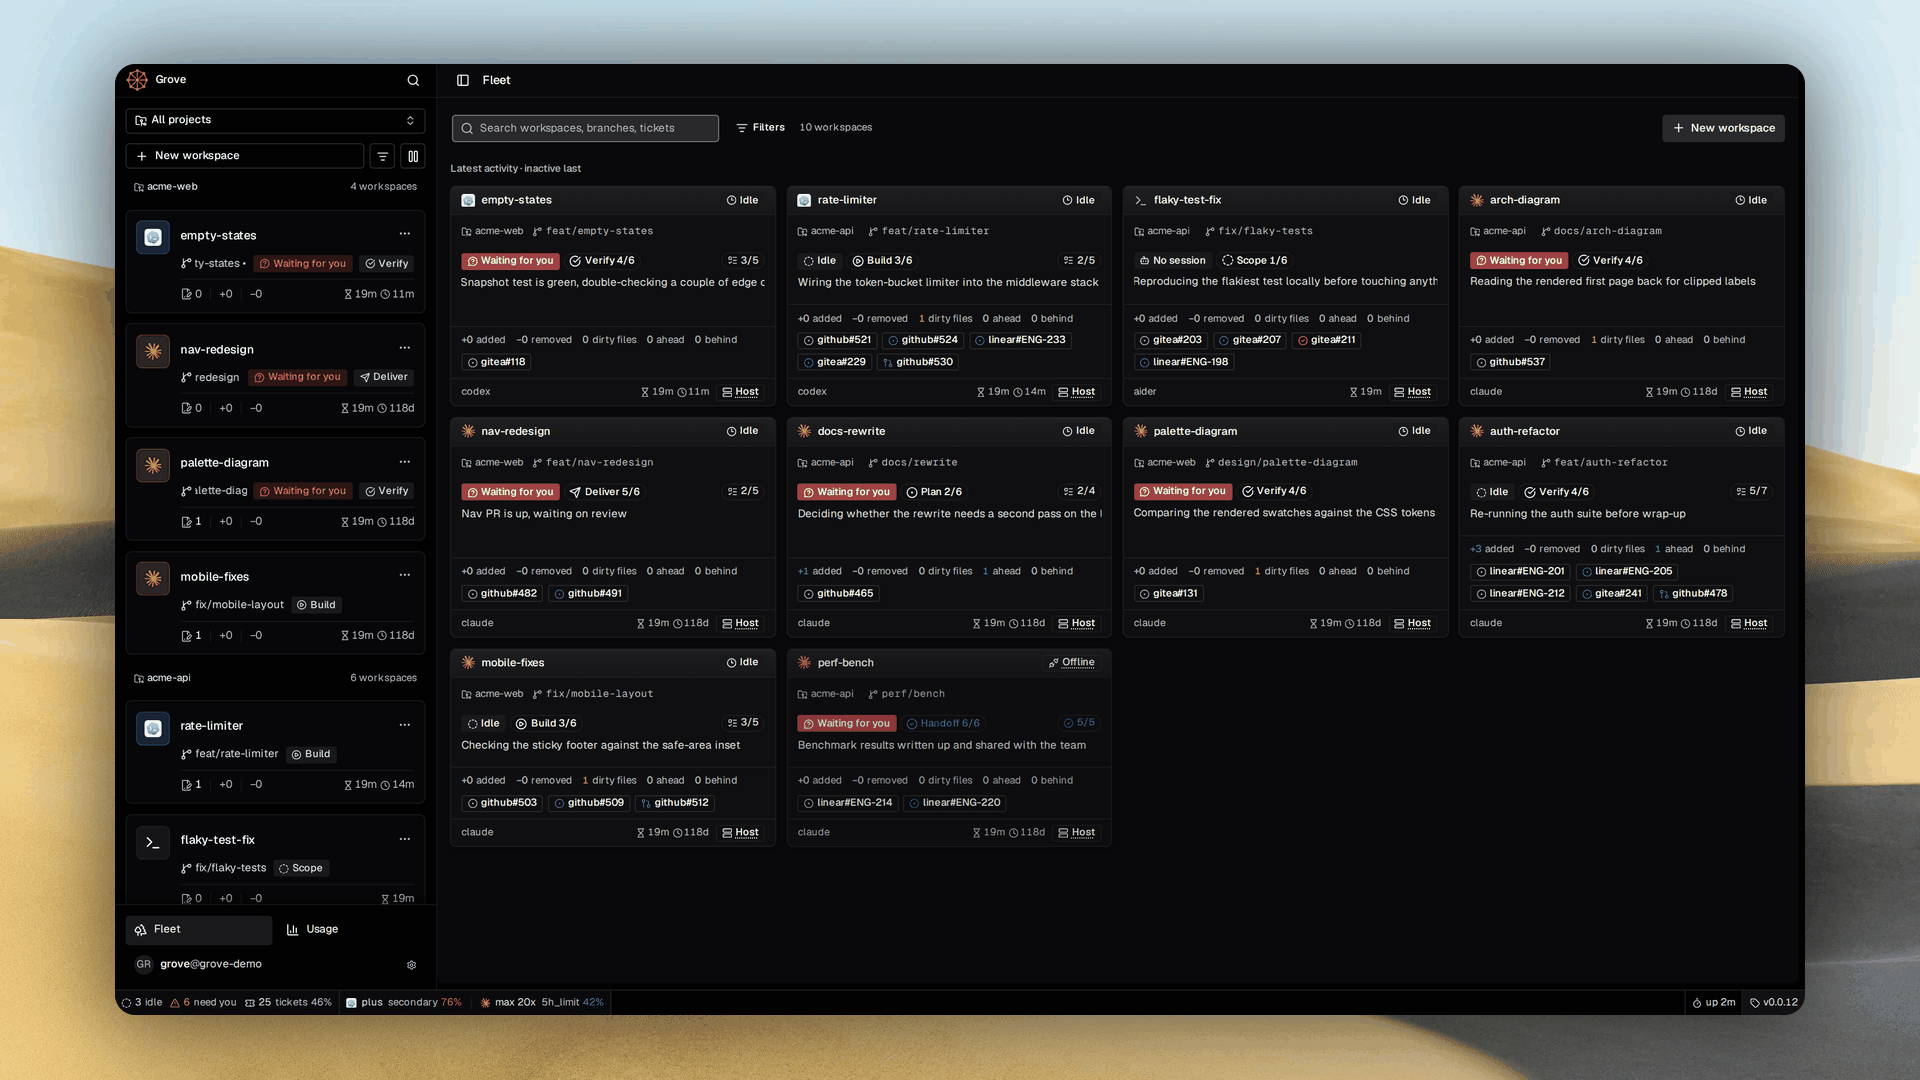 Grove
All projects
New workspace
acme-web 4 workspaces
empty-states
ty-states • Waiting for you Verify
0 +0 −0 19m 11m
nav-redesign
redesign Waiting for you Deliver
0 +0 −0 19m 118d
palette-diagram
lette-diag Waiting for you Verify
1 +0 −0 19m 118d
mobile-fixes
fix/mobile-layout Build
1 +0 −0 19m 118d
acme-api 6 workspaces
rate-limiter
feat/rate-limiter Build
1 +0 −0 19m 14m
flaky-test-fix
fix/flaky-tests Scope
0 +0 −0 19m
Fleet Usage
GR grove@grove-demo
Fleet
Search workspaces, branches, tickets Filters 10 workspaces New workspace
Latest activity · inactive last
empty-states Idle
acme-web feat/empty-states
Waiting for you Verify 4/6 3/5
Snapshot test is green, double-checking a couple of edge c
+0 added −0 removed 0 dirty files 0 ahead 0 behind
gitea#118
codex 19m 11m Host
rate-limiter Idle
acme-api feat/rate-limiter
Idle Build 3/6 2/5
Wiring the token-bucket limiter into the middleware stack
+0 added −0 removed 1 dirty files 0 ahead 0 behind
github#521 github#524 linear#ENG-233
gitea#229 github#530
codex 19m 14m Host
flaky-test-fix Idle
acme-api fix/flaky-tests
No session Scope 1/6
Reproducing the flakiest test locally before touching anyth
+0 added −0 removed 0 dirty files 0 ahead 0 behind
gitea#203 gitea#207 gitea#211
linear#ENG-198
aider 19m Host
arch-diagram Idle
acme-api docs/arch-diagram
Waiting for you Verify 4/6
Reading the rendered first page back for clipped labels
+0 added −0 removed 1 dirty files 0 ahead 0 behind
github#537
claude 19m 118d Host
nav-redesign Idle
acme-web feat/nav-redesign
Waiting for you Deliver 5/6 2/5
Nav PR is up, waiting on review
+0 added −0 removed 0 dirty files 0 ahead 0 behind
github#482 github#491
claude 19m 118d Host
docs-rewrite Idle
acme-api docs/rewrite
Waiting for you Plan 2/6 2/4
Deciding whether the rewrite needs a second pass on the
+1 added −0 removed 0 dirty files 1 ahead 0 behind
github#465
claude 19m 118d Host
palette-diagram Idle
acme-web design/palette-diagram
Waiting for you Verify 4/6
Comparing the rendered swatches against the CSS tokens
+0 added −0 removed 1 dirty files 0 ahead 0 behind
gitea#131
claude 19m 118d Host
auth-refactor Idle
acme-api feat/auth-refactor
Idle Verify 4/6 5/7
Re-running the auth suite before wrap-up
+3 added −0 removed 0 dirty files 1 ahead 0 behind
linear#ENG-201 linear#ENG-205
linear#ENG-212 gitea#241 github#478
claude 19m 118d Host
mobile-fixes Idle
acme-web fix/mobile-layout
Idle Build 3/6 3/5
Checking the sticky footer against the safe-area inset
+0 added −0 removed 1 dirty files 0 ahead 0 behind
github#503 github#509 github#512
claude 19m 118d Host
perf-bench Offline
acme-api perf/bench
Waiting for you Handoff 6/6 5/5
Benchmark results written up and shared with the team
+0 added −0 removed 0 dirty files 0 ahead 0 behind
linear#ENG-214 linear#ENG-220
claude 19m 118d Host
3 idle 6 need you 25 tickets 46% plus secondary 76% max 20x 5h_limit 42% up 2m v0.0.12